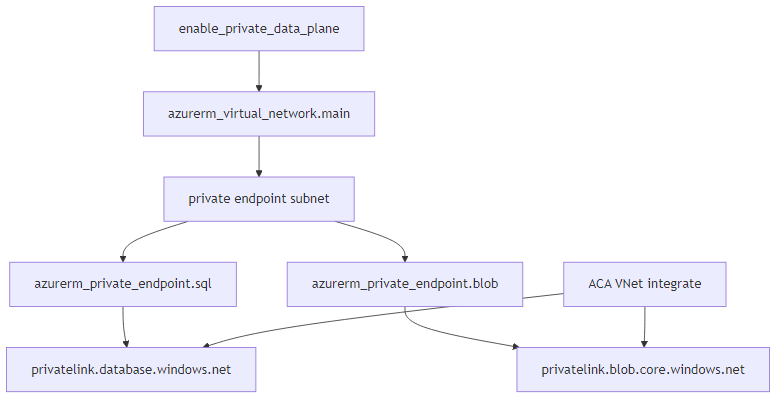 enable_private_data_plane
azurerm_virtual_network.main
private endpoint subnet
azurerm_private_endpoint.sql
azurerm_private_endpoint.blob
ACA VNet integrate
privatelink.database.windows.net
privatelink.blob.core.windows.net